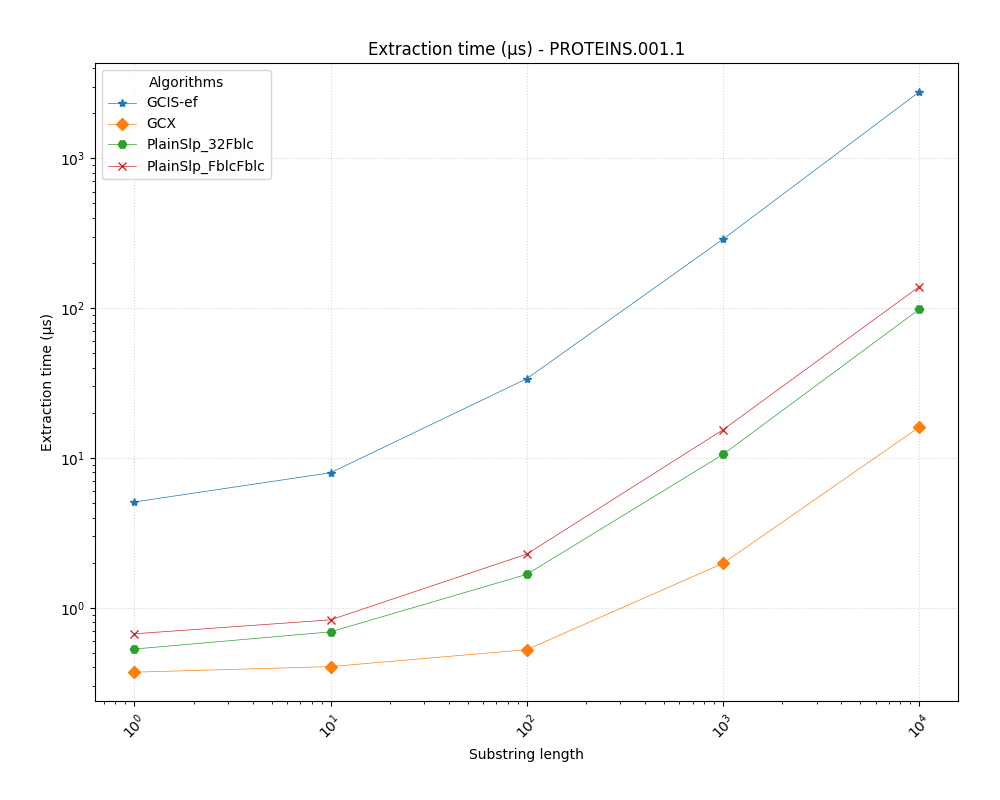 Extraction time (µs) - PROTEINS.001.1
Algorithms
GCIS-ef
GCX
PlainSlp_32Fblc
PlainSlp_FblcFblc
Extraction time (µs)
10³
10²
10¹
10⁰
10⁰ 10¹ 10² 10³ 10⁴
Substring length